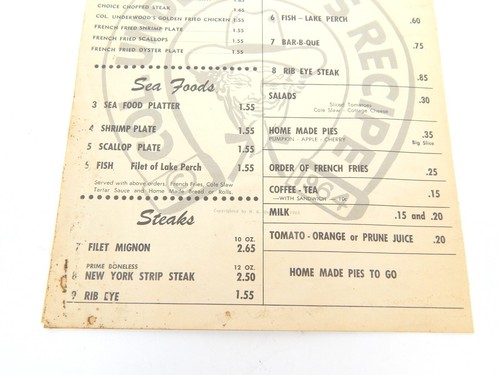 CHOICE CHOPPED STEAK 1.65
COL. UNDERWOOD'S GOLDEN FRIED CHICKEN 1.55
FRENCH FRIED SHRIMP PLATE 1.55
FRENCH FRIED SCALLOPS 1.55
FRENCH FRIED OYSTER PLATE 1.55
Sea Foods
3 SEA FOOD PLATTER 1.55
4 SHRIMP PLATE 1.55
5 SCALLOP PLATE 1.55
6 FISH Filet of Lake Perch 1.55
Served with above orders. French Fries, Cole Slaw
Tartar Sauce and Home Made Bread or Rolls.
Steaks
10 OZ.
7 FILET MIGNON 2.65
PRIME BONELESS 12 OZ.
8 NEW YORK STRIP STEAK 2.50
9 RIB EYE 1.55
6 FISH - LAKE PERCH .60
7 BAR-B-QUE .75
8 RIB EYE STEAK .85
SALADS .30
Sliced Tomatoes
Cole Slaw - Cottage Cheese
HOME MADE PIES .35
PUMPKIN - APPLE - CHERRY Big Slice
ORDER OF FRENCH FRIES .25
COFFEE - TEA .15
—WITH SANDWICH — .10
MILK .15 and .20
TOMATO - ORANGE or PRUNE JUICE .20
HOME MADE PIES TO GO
RECIPE
1964